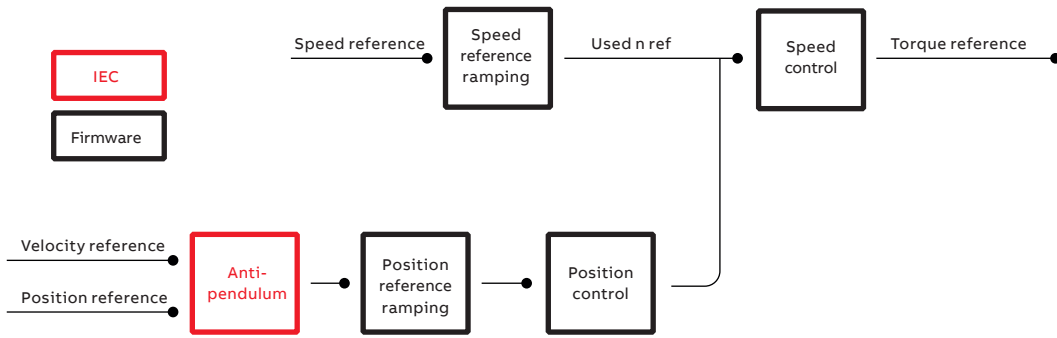 IEC
Firmware
Speed reference
Speed
reference
ramping
Used n ref
Speed
control
Torque reference
Velocity reference
Position reference
Anti-
pendulum
Position
reference
ramping
Position
control